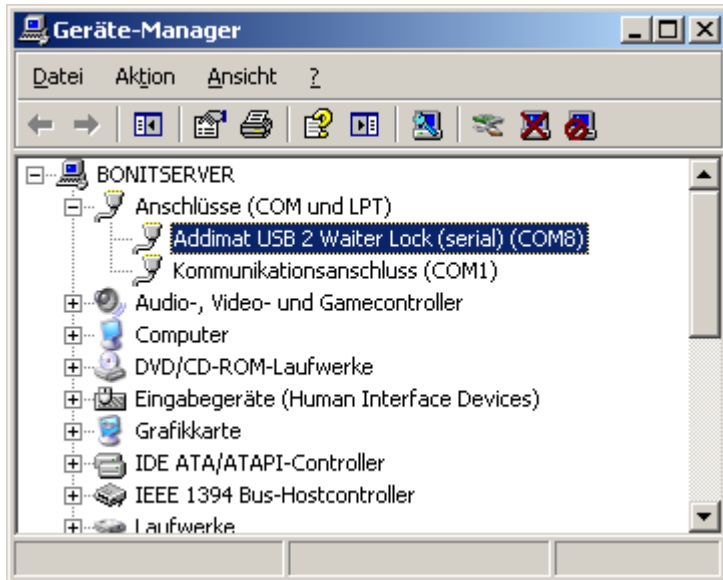 Geräte-Manager
Datei Aktion Ansicht ?
BONITSERVER
Anschlüsse (COM und LPT)
Addimat USB 2 Waiter Lock (serial) (COM8)
Kommunikationsanschluss (COM1)
Audio-, Video- und Gamecontroller
Computer
DVD/CD-ROM-Laufwerke
Eingabegeräte (Human Interface Devices)
Grafikkarte
IDE ATA/ATAPI-Controller
IEEE 1394 Bus-Hostcontroller
Laufwerke